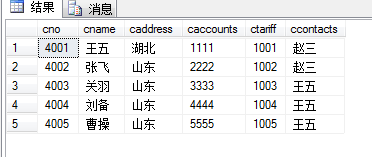 结果 消息
cno cname caddress caccounts ctariff ccontacts
1 4001 王五 湖北 1111 1001 赵三
2 4002 张飞 山东 2222 1002 赵三
3 4003 关羽 山东 3333 1003 王五
4 4004 刘备 山东 4444 1004 王五
5 4005 曹操 山东 5555 1005 王五